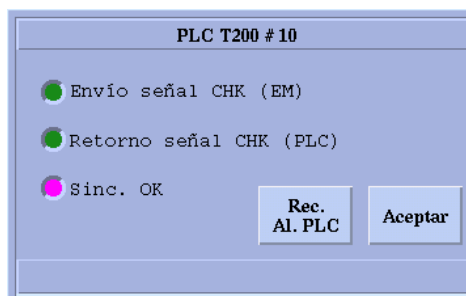 PLC T200 # 10
Envío señal CHK (EM)
Retorno señal CHK (PLC)
Sinc. OK
Rec.
Al. PLC
Aceptar